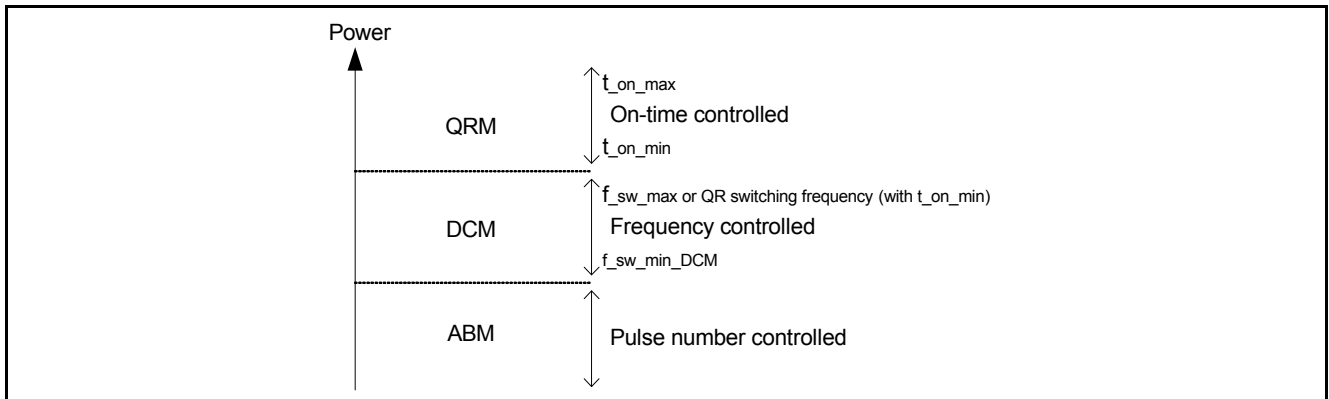 Power
t_on_max
On-time controlled
QRM
t_on_min
f_sw_max or QR switching frequency (with t_on_min)
DCM
Frequency controlled
f_sw_min_DCM
ABM
Pulse number controlled